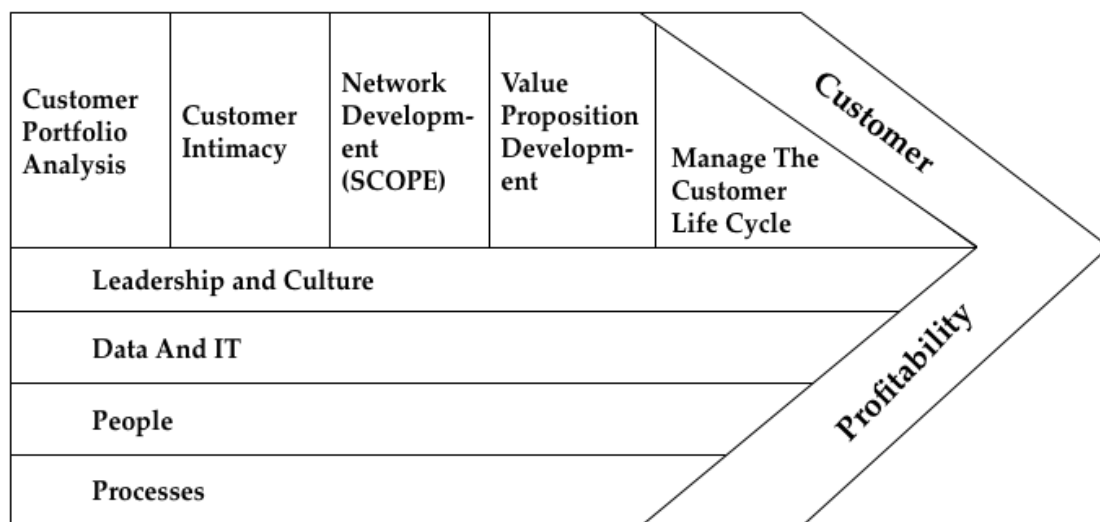 Customer
Portfolio
Analysis
Customer
Intimacy
Network
Developm-
ent
(SCOPE)
Value
Proposition
Developm-
ent
Manage The
Customer
Life Cycle
Customer
Leadership and Culture
Data And IT
People
Processes
Profitability